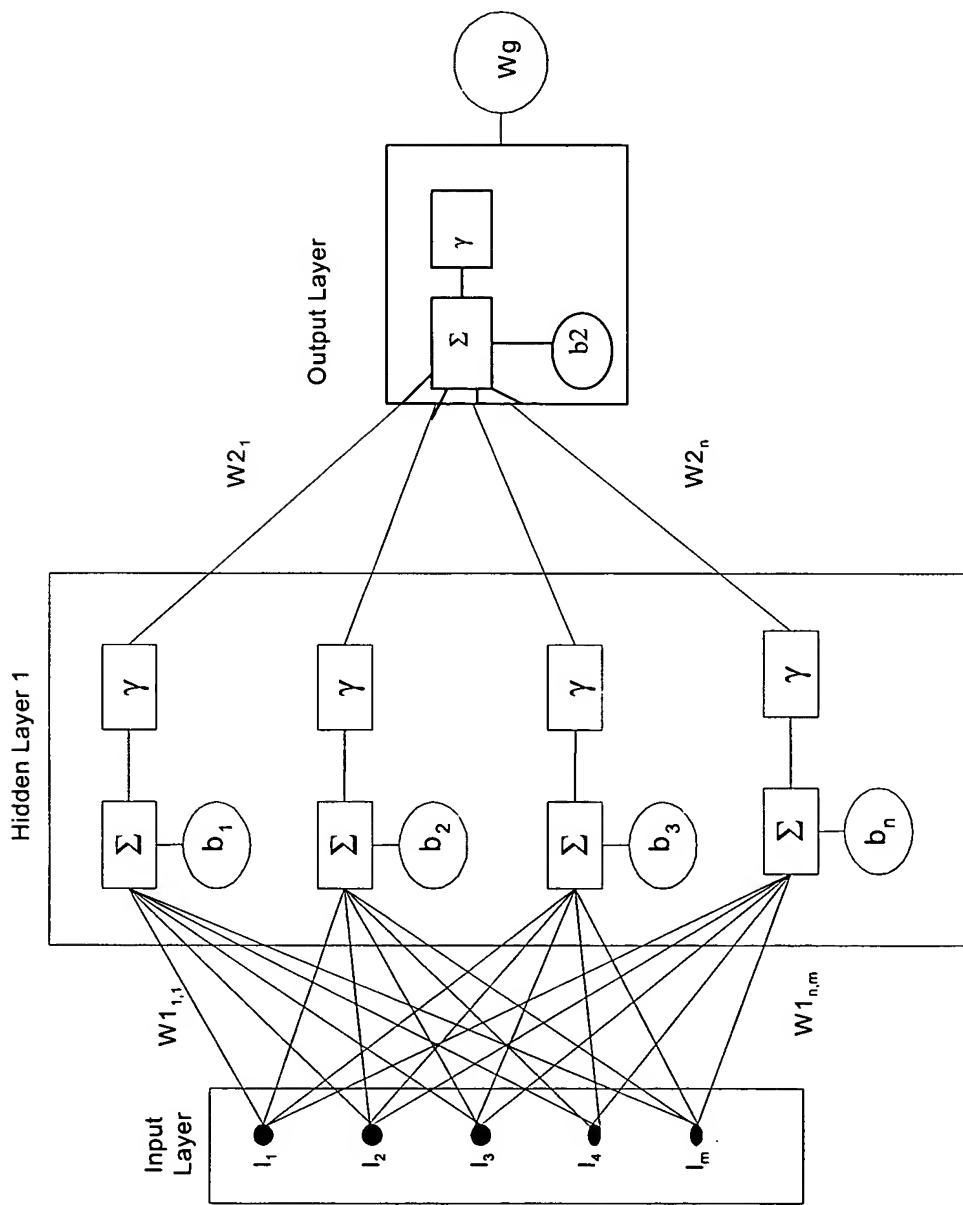 Input
Layer
I₁
I₂
I₃
I₄
Iₘ
W1₁,₁
W1ₙ,ₘ
Hidden Layer 1
Σ
γ
b₁
Σ
γ
b₂
Σ
γ
b₃
Σ
γ
bₙ
W2₁
W2ₙ
Output Layer
Σ
γ
b2
Wg